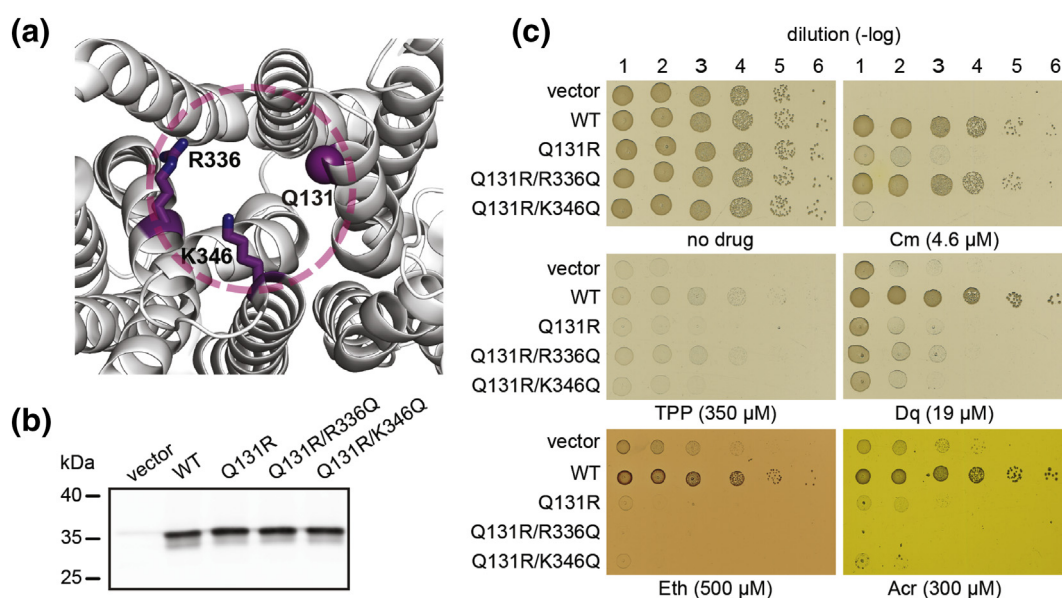 (a)
R336
Q131
K346
(b)
kDa
vector
WT
Q131R
Q131R/R336Q
Q131R/K346Q
40
35
25
(c)
dilution (-log)
1 2 3 4 5 6 1 2 3 4 5 6
vector
WT
Q131R
Q131R/R336Q
Q131R/K346Q
no drug Cm (4.6 µM)
vector
WT
Q131R
Q131R/R336Q
Q131R/K346Q
TPP (350 µM) Dq (19 µM)
vector
WT
Q131R
Q131R/R336Q
Q131R/K346Q
Eth (500 µM) Acr (300 µM)